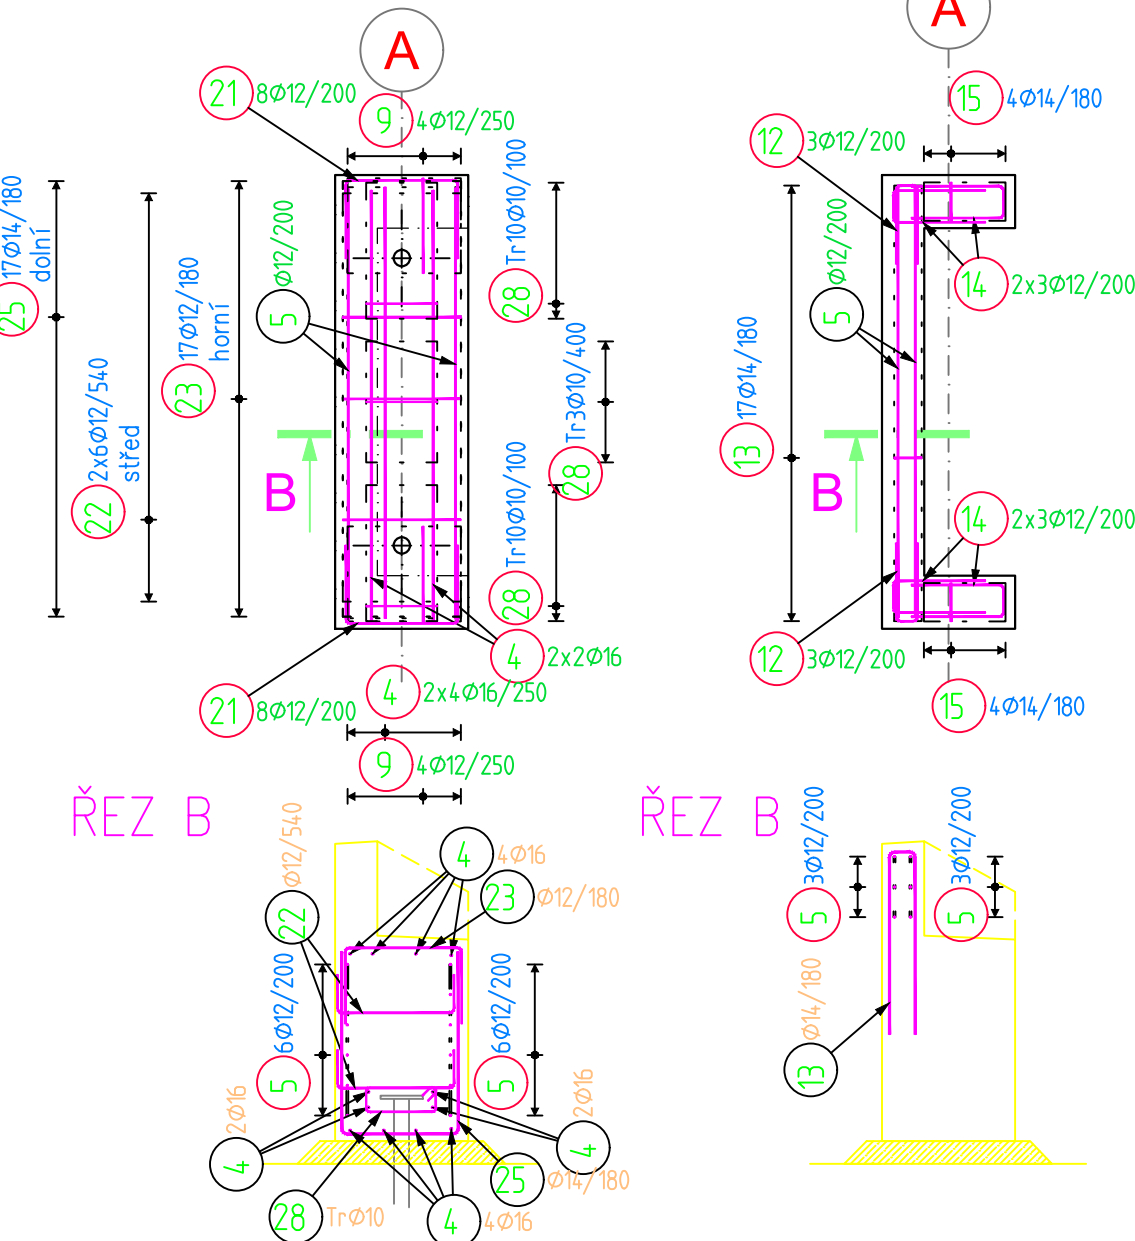 A
21
8Ø12/200
9
4Ø12/250
25
17Ø14/180
dolní
22
2x6Ø12/540
střed
23
17Ø12/180
horní
5
Ø12/200
28
Tr10Ø10/100
28
Tr3Ø10/400
28
Tr10Ø10/100
B
4
2x2Ø16
4
2x4Ø16/250
21
8Ø12/200
9
4Ø12/250
A
15
4Ø14/180
12
3Ø12/200
5
Ø12/200
14
2x3Ø12/200
13
17Ø14/180
B
14
2x3Ø12/200
12
3Ø12/200
15
4Ø14/180
ŘEZ B
Ø12/540
22
4
4Ø16
23
Ø12/180
5
6Ø12/200
5
6Ø12/200
2Ø16
4
2Ø16
4
25
Ø14/180
28
TrØ10
4
4Ø16
ŘEZ B
5
3Ø12/200
5
3Ø12/200
13
Ø14/180